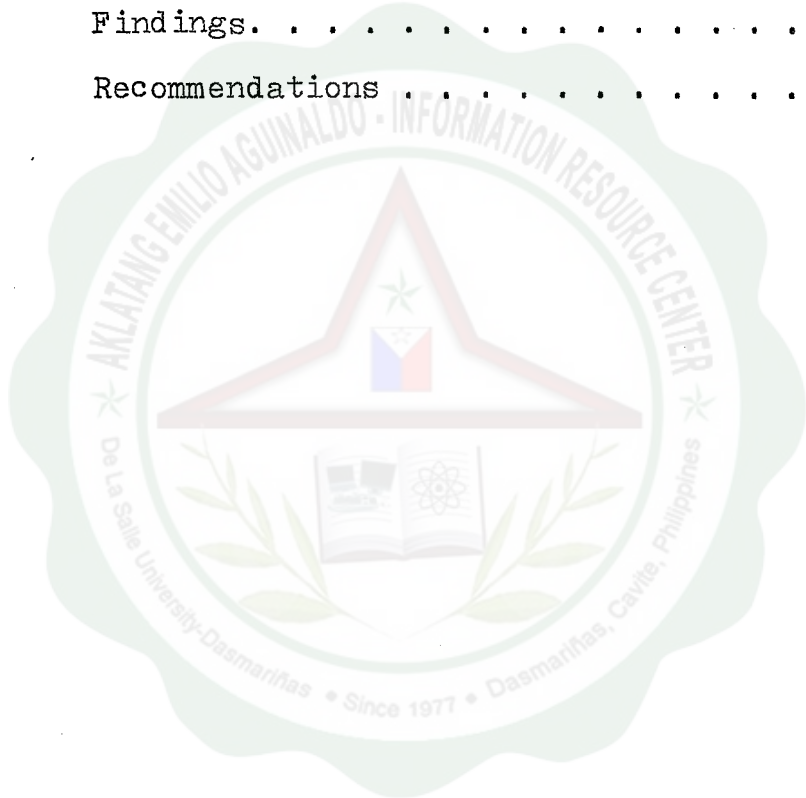 Findings. . . . . . . . . . . . . . .
Recommendations . . . . . . . . . . .
AKLATANG EMILIO AGUINALDO - INFORMATION RESOURCE CENTER
De La Salle University-Dasmariñas * Since 1977 * Dasmariñas, Cavite, Philippines